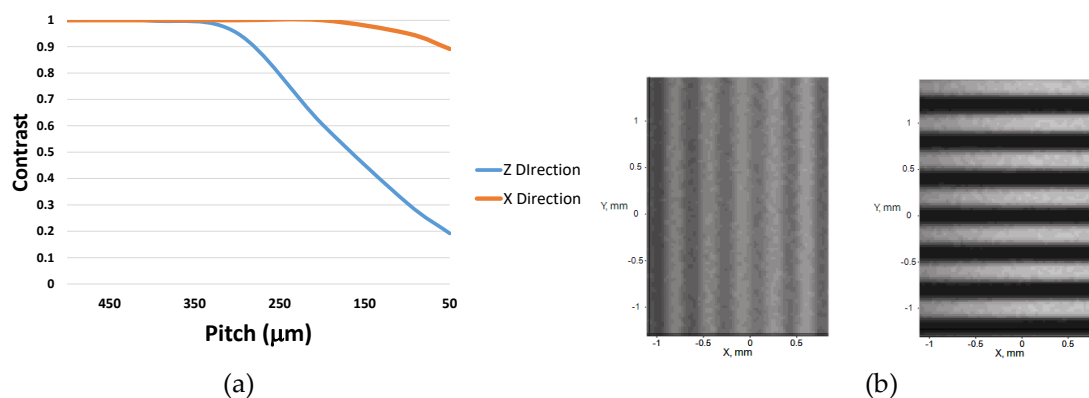 1
0.9
0.8
0.7
0.6
0.5
0.4
0.3
0.2
0.1
0
Contrast
450 350 250 150 50
Pitch (μm)
Z DIrection
X Direction
(a)
1
0.5
Y, mm 0
-0.5
-1
-1 -0.5 0 0.5
X, mm
1
0.5
Y, mm 0
-0.5
-1
-1 -0.5 0 0.5
X, mm
(b)